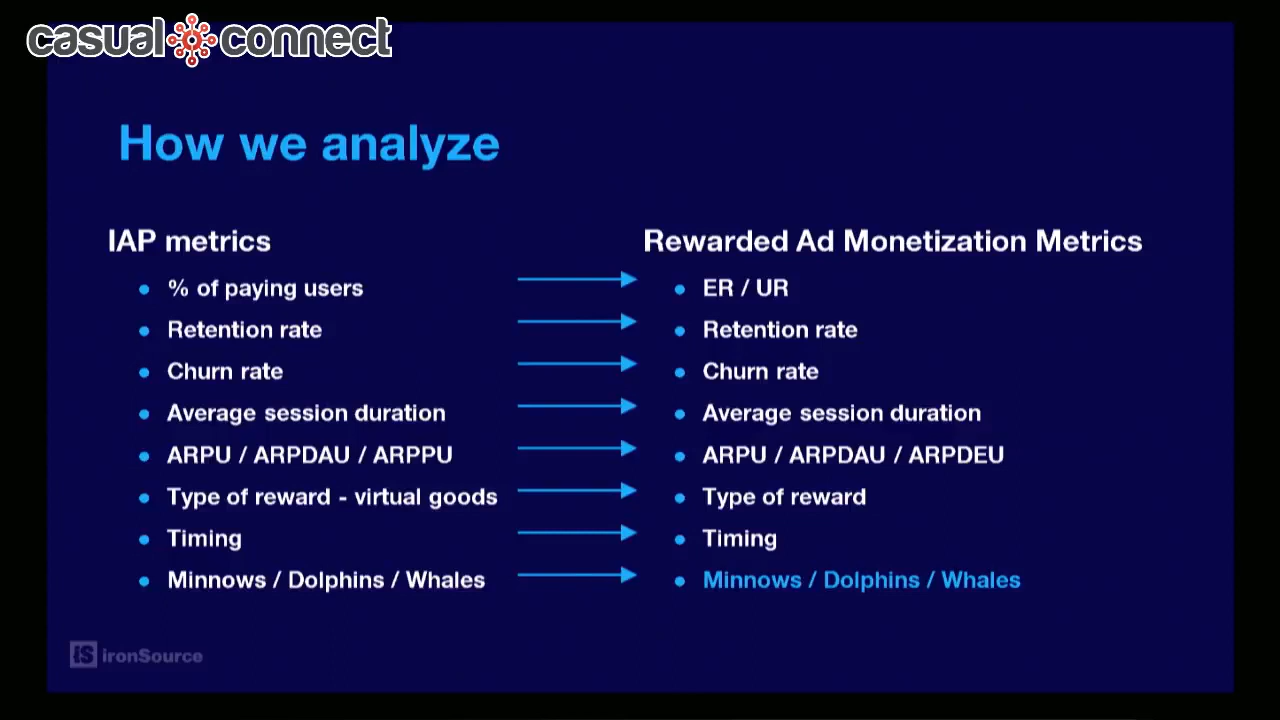 casual connect
How we analyze
IAP metrics
% of paying users
Retention rate
Churn rate
Average session duration
ARPU / ARPDAU / ARPPU
Type of reward - virtual goods
Timing
Minnows / Dolphins / Whales
Rewarded Ad Monetization Metrics
ER / UR
Retention rate
Churn rate
Average session duration
ARPU / ARPDAU / ARPDEU
Type of reward
Timing
Minnows / Dolphins / Whales
iS ironSource